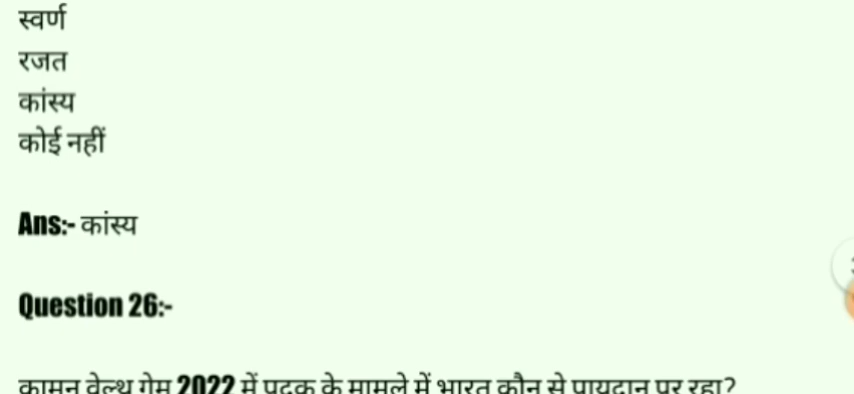 स्वर्ण
रजत
कांस्य
कोई नहीं
Ans:- कांस्य
Question 26:-
कामन वेल्थ गेम 2022 में पदक के मामले में भारत कौन से पायदान पर रहा?